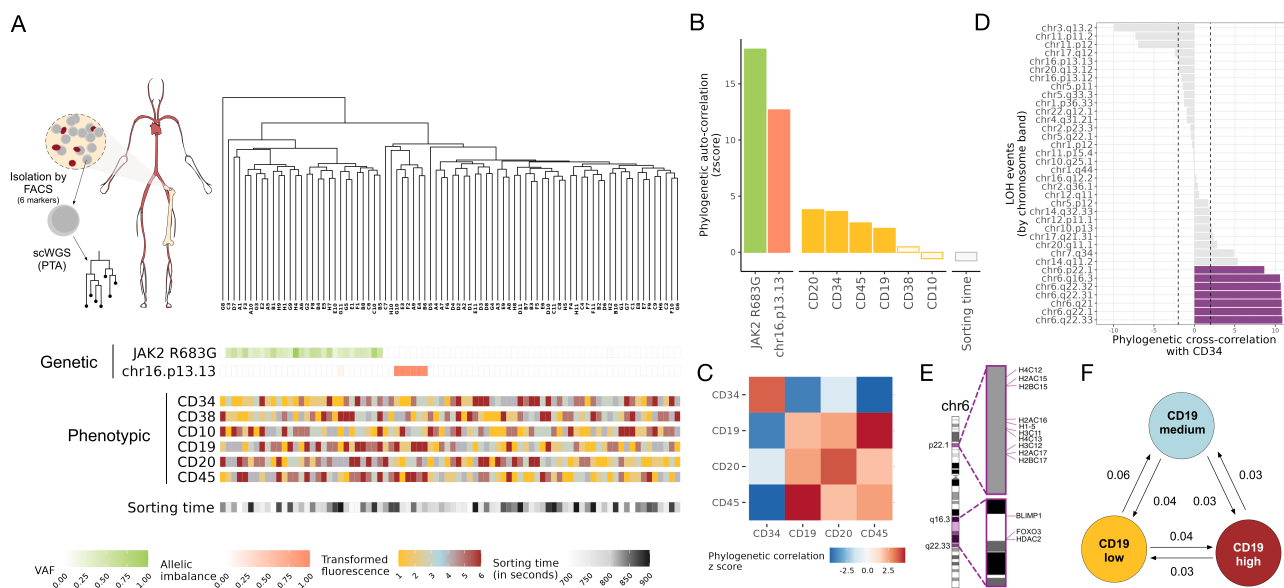 A
Isolation by
FACS
(6 markers)
scWGS
(PTA)
Genetic
JAK2 R683G
chr16.p13.13
Phenotypic
CD34
CD38
CD10
CD19
CD20
CD45
Sorting time
VAF
0.00
0.25
0.50
0.75
1.00
Allelic
imbalance
0.00
0.25
0.50
0.75
1.00
Transformed
fluorescence
1
2
3
4
5
6
Sorting time
(in seconds)
700
750
800
850
900
B
Phylogenetic auto-correlation
(zscore)
15
10
5
0
JAK2 R683G
chr16.p13.13
CD20
CD34
CD45
CD19
CD38
CD10
Sorting time
C
CD34
CD19
CD20
CD45
CD34
CD19
CD20
CD45
Phylogenetic correlation
z score
-2.5
0.0
2.5
D
LOH events
(by chromosome band)
chr3.q13.2
chr11.p11.2
chr11.p12
chr17.q12
chr16.p13.13
chr20.q13.12
chr16.p13.12
chr5.p11
chr5.q33.3
chr1.p36.33
chr22.q12.1
chr4.q31.21
chr2.p23.3
chr5.q22.1
chr1.p12
chr11.p15.4
chr10.q25.1
chr1.q44
chr16.q12.2
chr2.q36.1
chr12.q11
chr5.p12
chr14.q32.33
chr12.p11.1
chr10.p13
chr17.q21.31
chr20.q11.1
chr7.q34
chr14.q11.2
chr6.p22.1
chr6.q16.3
chr6.q22.32
chr6.q22.31
chr6.q21
chr6.q22.1
chr6.q22.33
-10
-5
0
5
10
Phylogenetic cross-correlation
with CD34
E
chr6
p22.1
q16.3
q22.33
H4C12
H2AC15
H2BC15
H2AC16
H1-5
H3C11
H4C13
H3C12
H2AC17
H2BC17
BLIMP1
FOXO3
HDAC2
F
CD19
medium
0.06
0.04
0.03
0.03
CD19
low
0.04
0.03
CD19
high